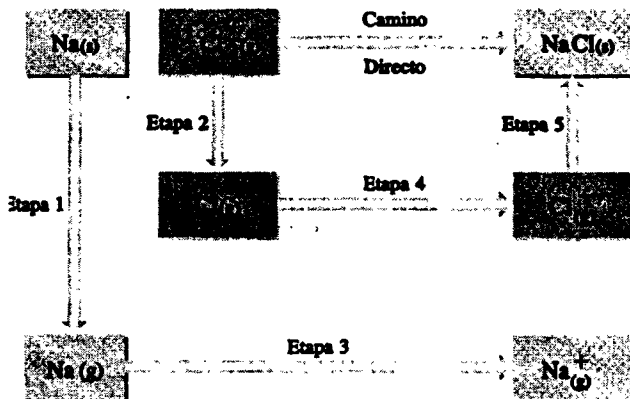 Na(s)
Camino
Directo
NaCl(s)
Etapa 2
Etapa 5
Etapa 1
Etapa 4
Etapa 3
Na (g)
Na+(g)